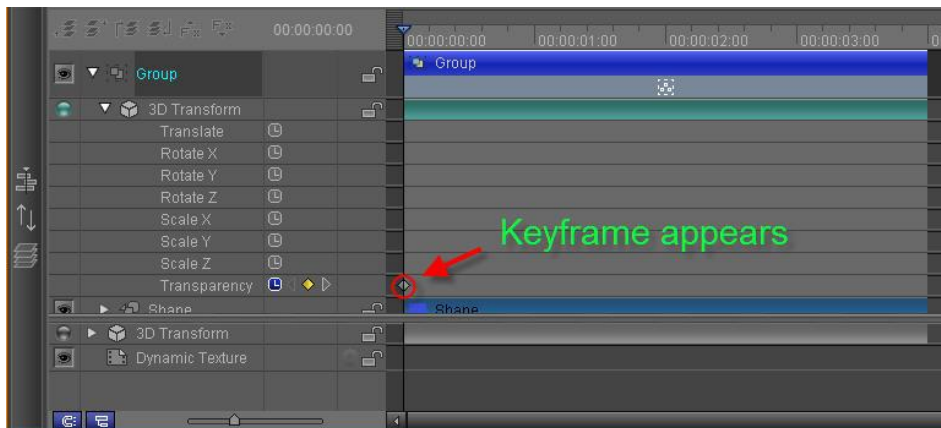 00:00:00:00
00:00:00:00 00:00:01:00 00:00:02:00 00:00:03:00 0
Group
Group
3D Transform
Translate
Rotate X
Rotate Y
Rotate Z
Scale X
Scale Y
Keyframe appears
Scale Z
Transparency
Shape
Shape
3D Transform
Dynamic Texture